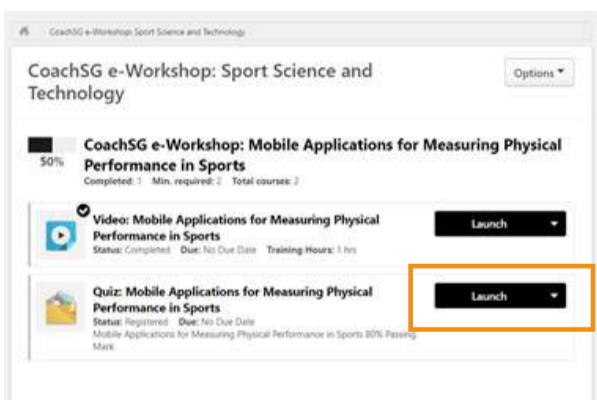 CoachSG e-Workshop: Sport Science and Technology
CoachSG e-Workshop: Sport Science and
Technology
Options
50%
CoachSG e-Workshop: Mobile Applications for Measuring Physical
Performance in Sports
Completed: 1 Min. required: 2 Total courses: 2
Video: Mobile Applications for Measuring Physical
Performance in Sports
Status: Completed Due: No Due Date Training Hours: 1 hrs
Launch
Quiz: Mobile Applications for Measuring Physical
Performance in Sports
Status: Registered Due: No Due Date
Mobile Applications for Measuring Physical Performance in Sports 80% Passing
Mark
Launch